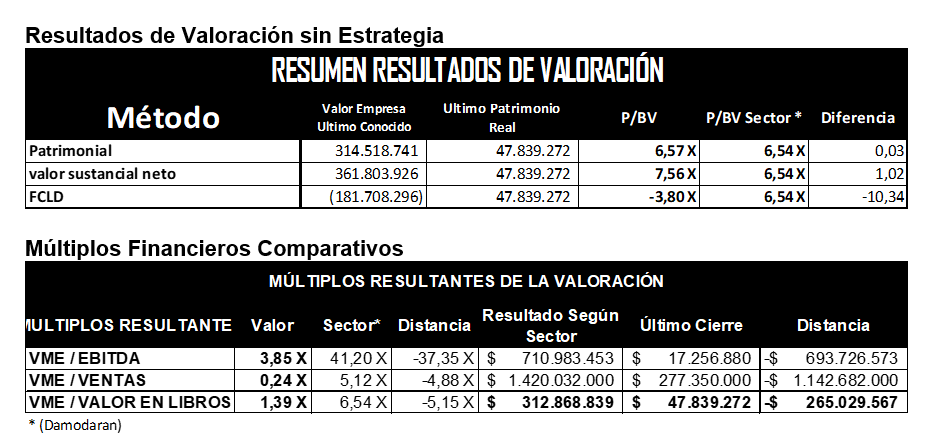 Resultados de Valoración sin Estrategia
RESUMEN RESULTADOS DE VALORACIÓN
Método Valor Empresa Ultimo Conocido Ultimo Patrimonio Real P/BV P/BV Sector * Diferencia
Patrimonial 314.518.741 47.839.272 6,57 X 6,54 X 0,03
valor sustancial neto 361.803.926 47.839.272 7,56 X 6,54 X 1,02
FCLD (181.708.296) 47.839.272 -3,80 X 6,54 X -10,34
Múltiplos Financieros Comparativos
MÚLTIPLOS RESULTANTES DE LA VALORACIÓN
MULTIPLOS RESULTANTE Valor Sector* Distancia Resultado Según Sector Último Cierre Distancia
VME / EBITDA 3,85 X 41,20 X -37,35 X $ 710.983.453 $ 17.256.880 -$ 693.726.573
VME / VENTAS 0,24 X 5,12 X -4,88 X $ 1.420.032.000 $ 277.350.000 -$ 1.142.682.000
VME / VALOR EN LIBROS 1,39 X 6,54 X -5,15 X $ 312.868.839 $ 47.839.272 -$ 265.029.567
* (Damodaran)